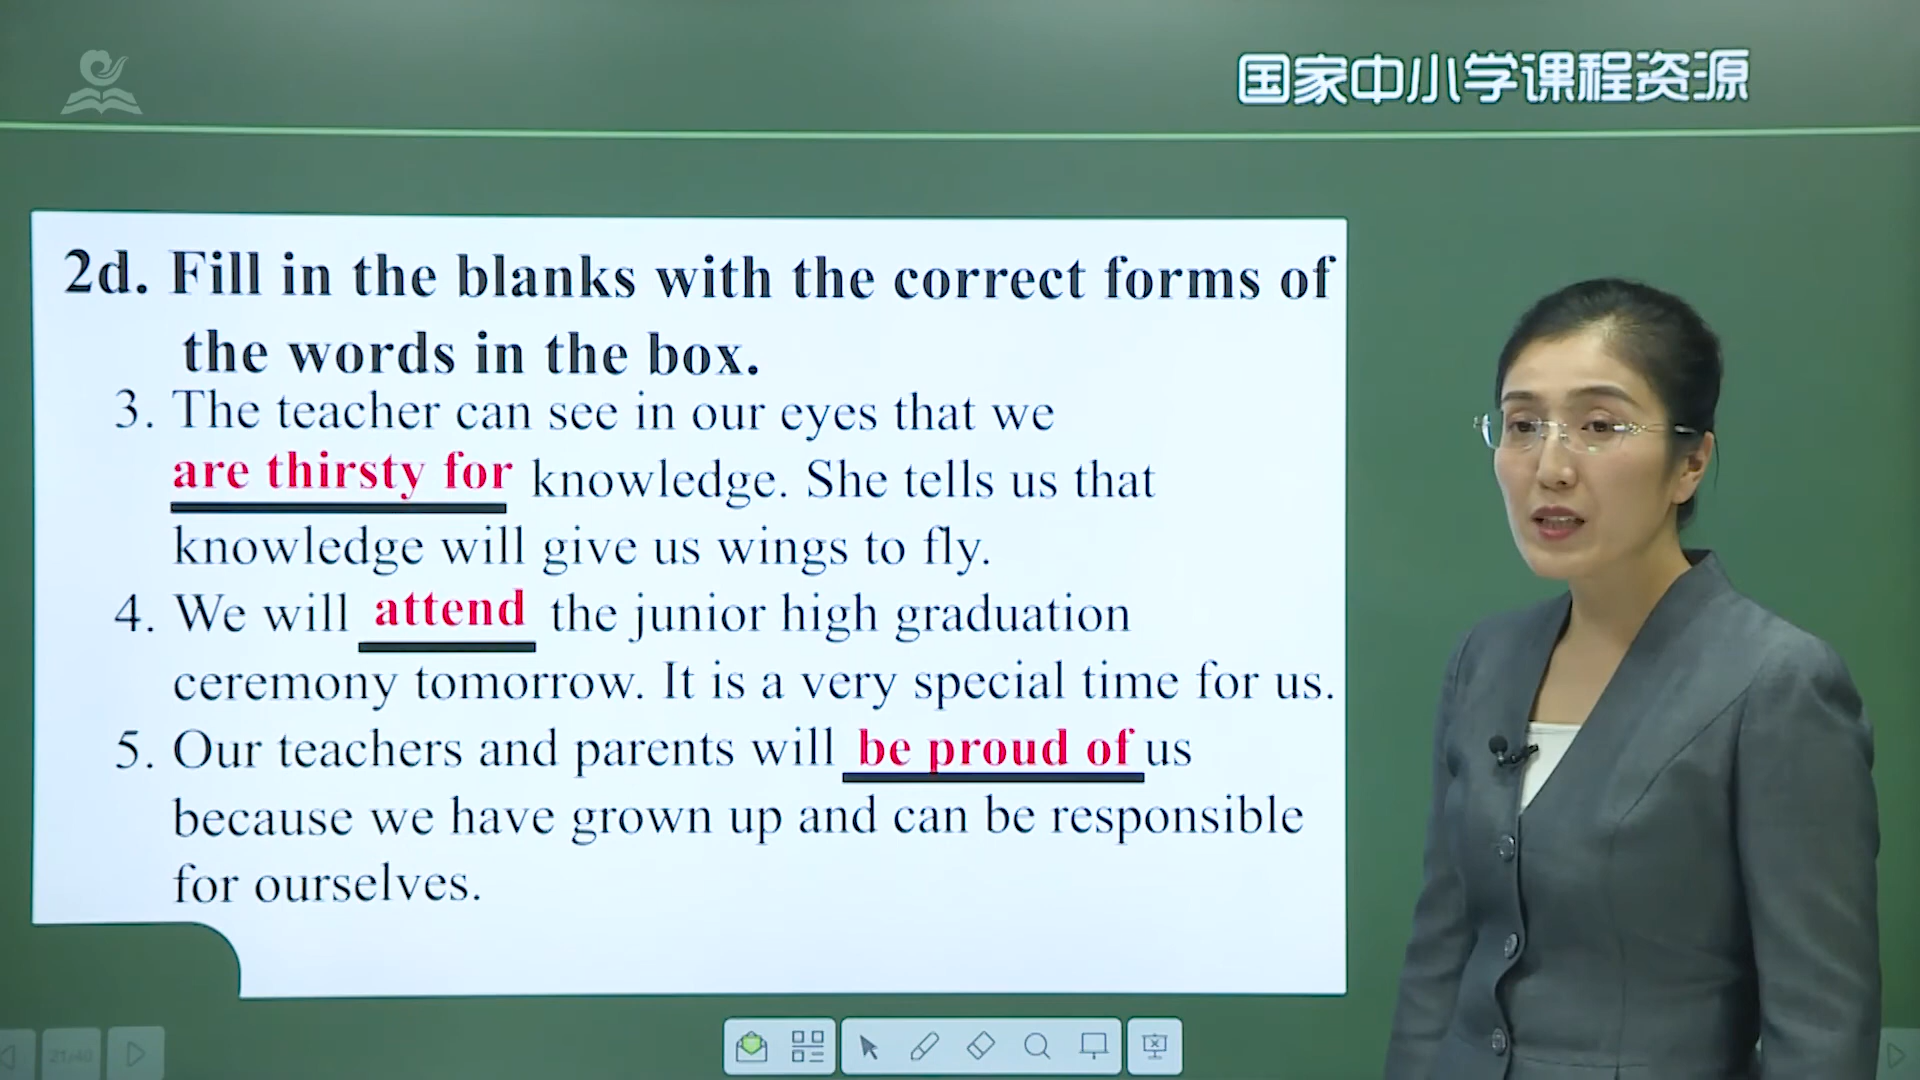 国家中小学课程资源
2d. Fill in the blanks with the correct forms of
the words in the box.
3. The teacher can see in our eyes that we
are thirsty for knowledge. She tells us that
knowledge will give us wings to fly.
4. We will attend the junior high graduation
ceremony tomorrow. It is a very special time for us.
5. Our teachers and parents will be proud of us
because we have grown up and can be responsible
for ourselves.
21/40